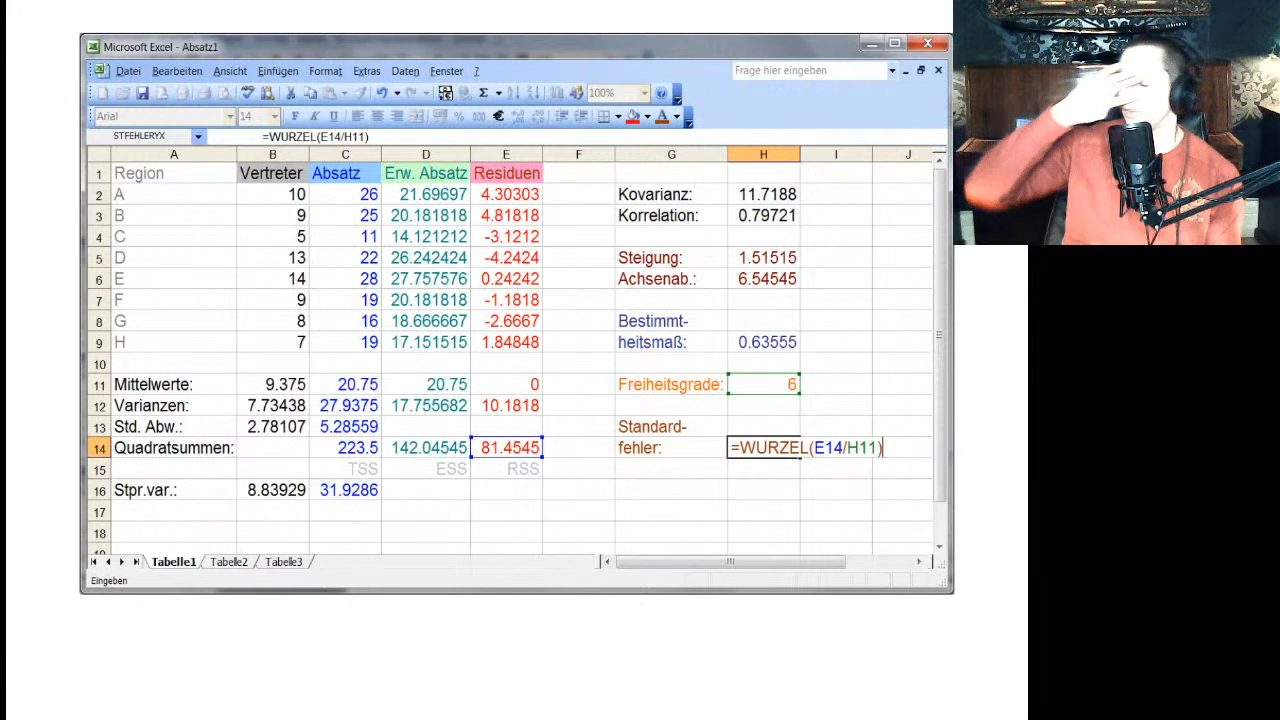 Microsoft Excel - Absatz1
Datei Bearbeiten Ansicht Einfügen Format Extras Daten Fenster ? Frage hier eingeben
100%
Arial 14
STFEHLERYX =WURZEL(E14/H11)
A B C D E F G H I J
1 Region Vertreter Absatz Erw. Absatz Residuen
2 A 10 26 21.69697 4.30303 Kovarianz: 11.7188
3 B 9 25 20.181818 4.81818 Korrelation: 0.79721
4 C 5 11 14.121212 -3.1212
5 D 13 22 26.242424 -4.2424 Steigung: 1.51515
6 E 14 28 27.757576 0.24242 Achsenab.: 6.54545
7 F 9 19 20.181818 -1.1818
8 G 8 16 18.666667 -2.6667 Bestimmt-
9 H 7 19 17.151515 1.84848 heitsmaß: 0.63555
10
11 Mittelwerte: 9.375 20.75 20.75 0 Freiheitsgrade: 6
12 Varianzen: 7.73438 27.9375 17.755682 10.1818
13 Std. Abw.: 2.78107 5.28559 Standard-
14 Quadratsummen: 223.5 142.04545 81.4545 fehler: =WURZEL(E14/H11)
15 TSS ESS RSS
16 Stpr.var.: 8.83929 31.9286
17
18
19
Tabelle1 Tabelle2 Tabelle3
Eingeben